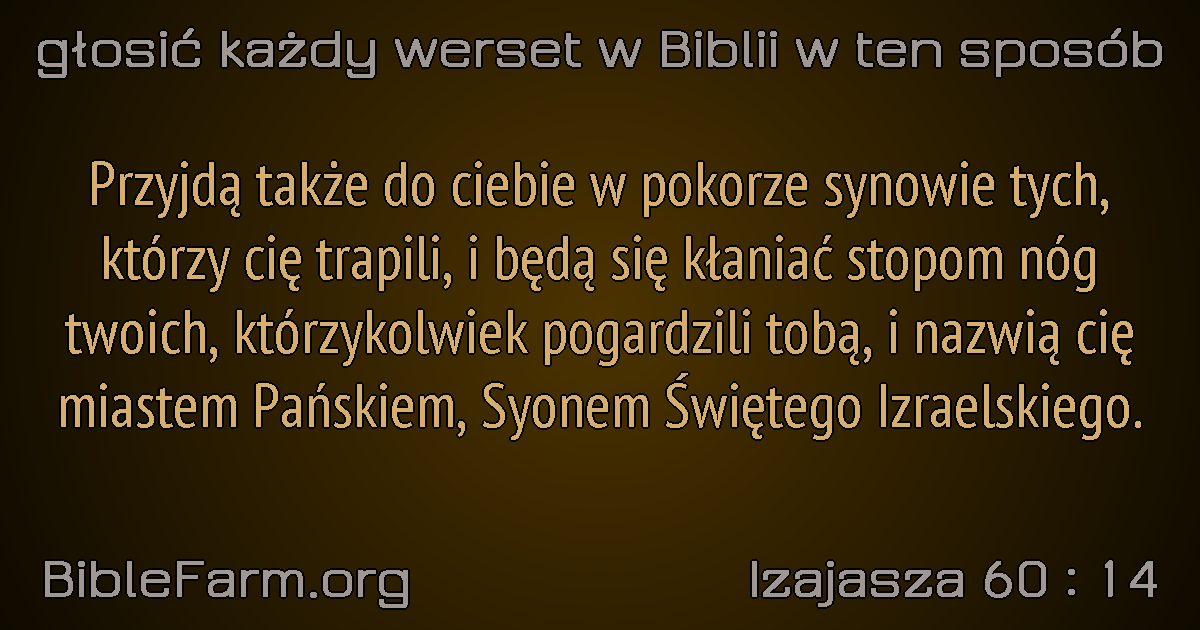 głosić każdy werset w Biblii w ten sposób
Przyjdą także do ciebie w pokorze synowie tych,
którzy cię trapili, i będą się kłaniać stopom nóg
twoich, którzykolwiek pogardzili tobą, i nazwią cię
miastem Pańskiem, Syonem Świętego Izraelskiego.
BibleFarm.org
Izajasza 60 : 14